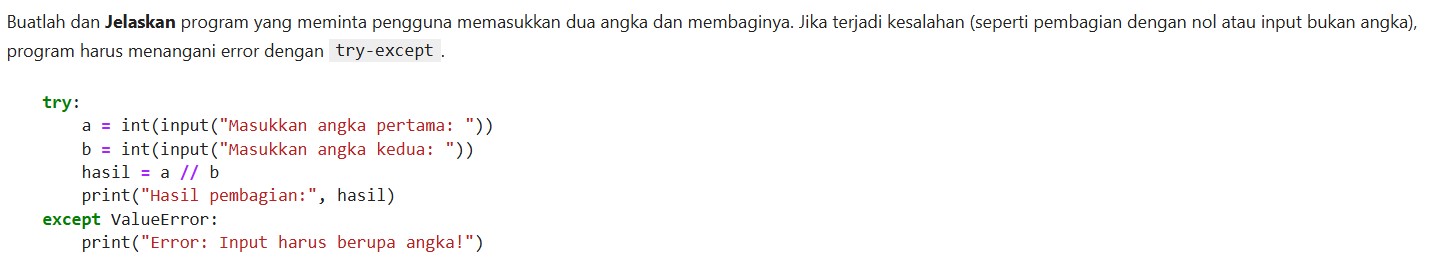 Buatlah dan Jelaskan program yang meminta pengguna memasukkan dua angka dan membaginya. Jika terjadi kesalahan (seperti pembagian dengan nol atau input bukan angka),
program harus menangani error dengan try-except .
try:
    a = int(input("Masukkan angka pertama: "))
    b = int(input("Masukkan angka kedua: "))
    hasil = a // b
    print("Hasil pembagian:", hasil)
except ValueError:
    print("Error: Input harus berupa angka!")